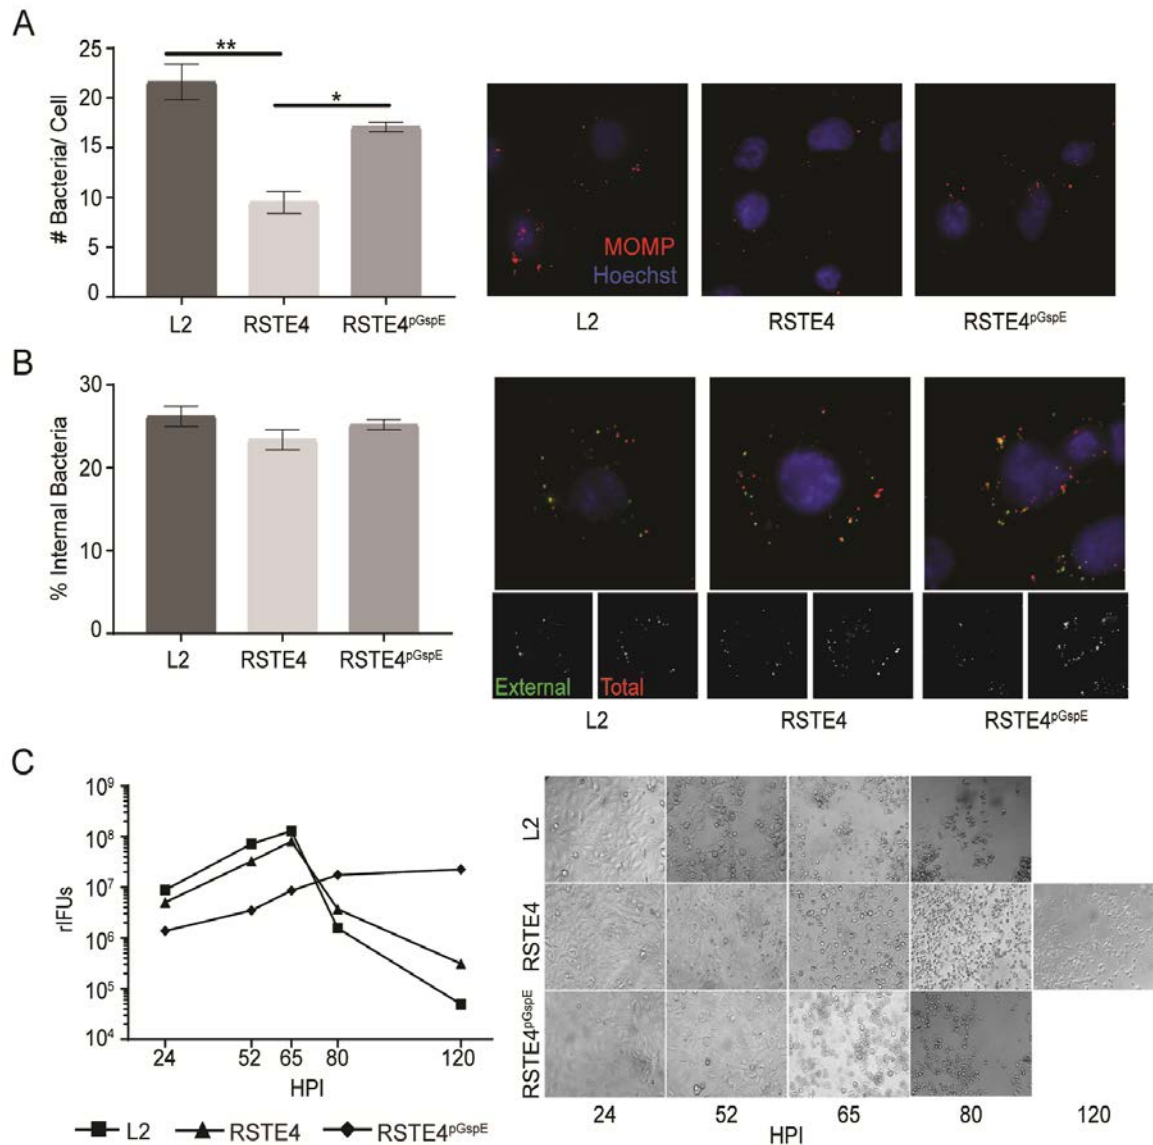 A
# Bacteria/ Cell
25
20
15
10
5
0
**
*
L2
RSTE4
RSTE4pGspE
MOMP
Hoechst
L2
RSTE4
RSTE4pGspE
B
% Internal Bacteria
30
20
10
0
L2
RSTE4
RSTE4pGspE
External
Total
L2
RSTE4
RSTE4pGspE
C
rIFUs
10⁹
10⁸
10⁷
10⁶
10⁵
10⁴
24
52
65
80
120
HPI
L2
RSTE4
RSTE4pGspE
L2
RSTE4
RSTE4pGspE
24
52
65
80
120
HPI